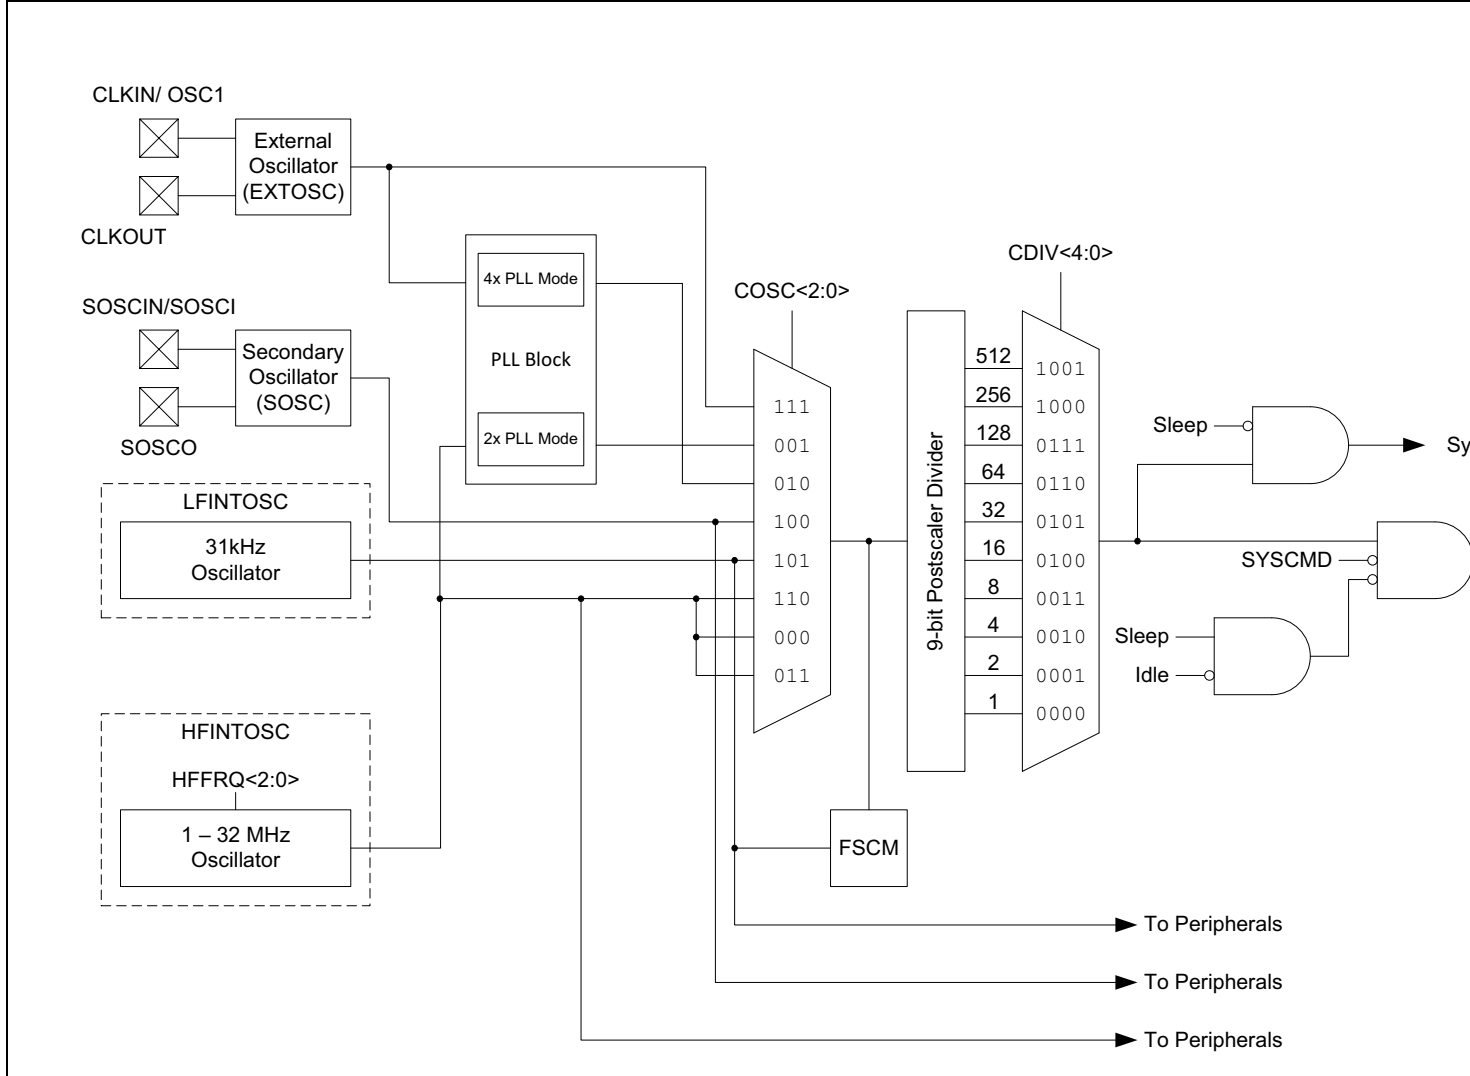 CLKIN/ OSC1
External
Oscillator
(EXTOSC)
CLKOUT
SOSCIN/SOSCI
Secondary
Oscillator
(SOSC)
SOSCO
LFINTOSC
31kHz
Oscillator
HFINTOSC
HFFRQ<2:0>
1 – 32 MHz
Oscillator
4x PLL Mode
PLL Block
2x PLL Mode
COSC<2:0>
111
001
010
100
101
110
000
011
FSCM
9-bit Postscaler Divider
512
256
128
64
32
16
8
4
2
1
CDIV<4:0>
1001
1000
0111
0110
0101
0100
0011
0010
0001
0000
Sleep
Sy
SYSCMD
Sleep
Idle
To Peripherals
To Peripherals
To Peripherals